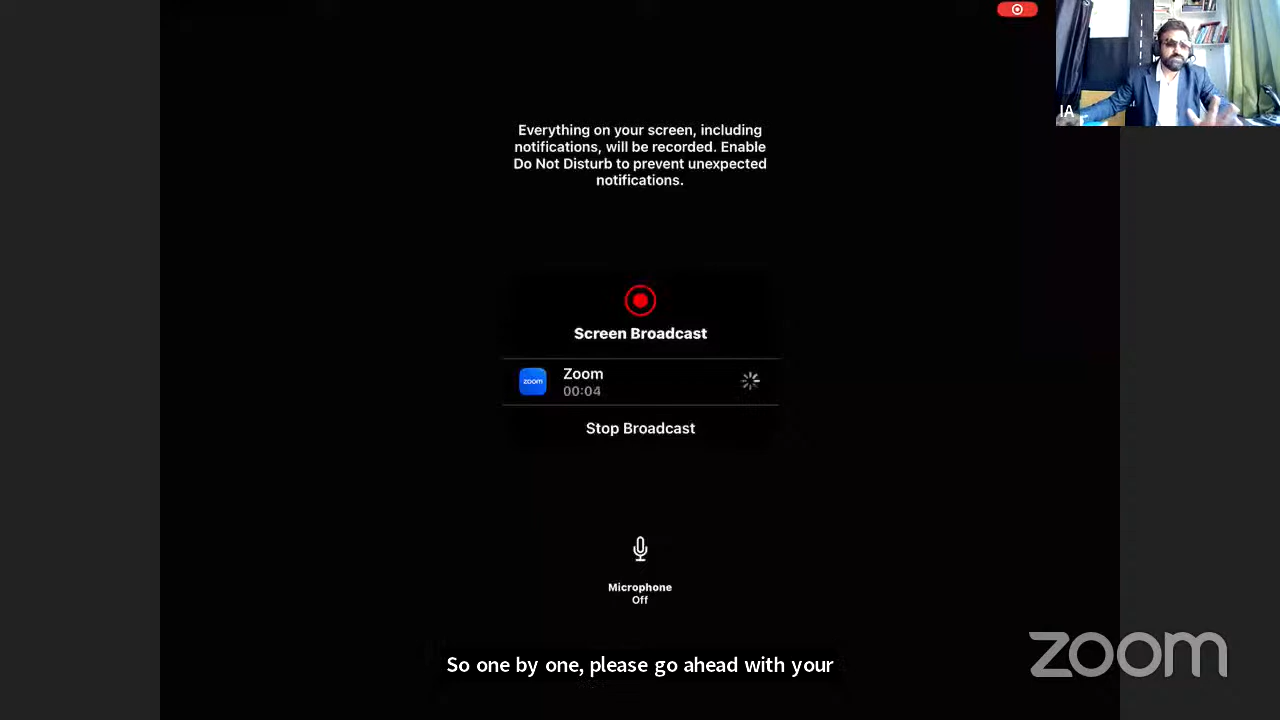 IA
Everything on your screen, including
notifications, will be recorded. Enable
Do Not Disturb to prevent unexpected
notifications.
Screen Broadcast
zoom
Zoom
00:04
Stop Broadcast
Microphone
Off
So one by one, please go ahead with your
zoom